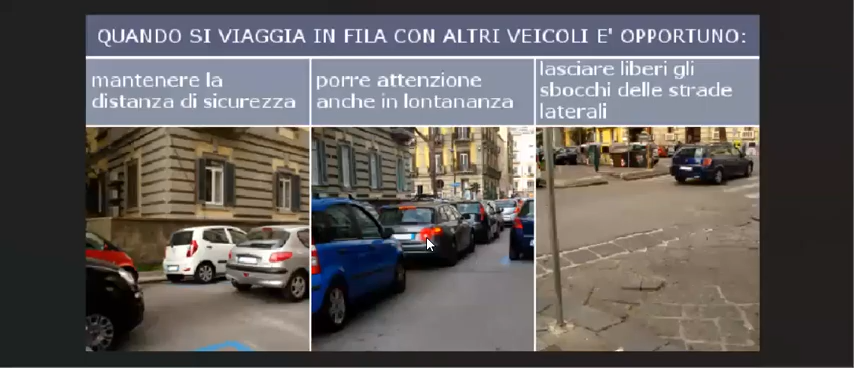 QUANDO SI VIAGGIA IN FILA CON ALTRI VEICOLI E' OPPORTUNO:
mantenere la
distanza di sicurezza
porre attenzione
anche in lontananza
lasciare liberi gli
sbocchi delle strade
laterali